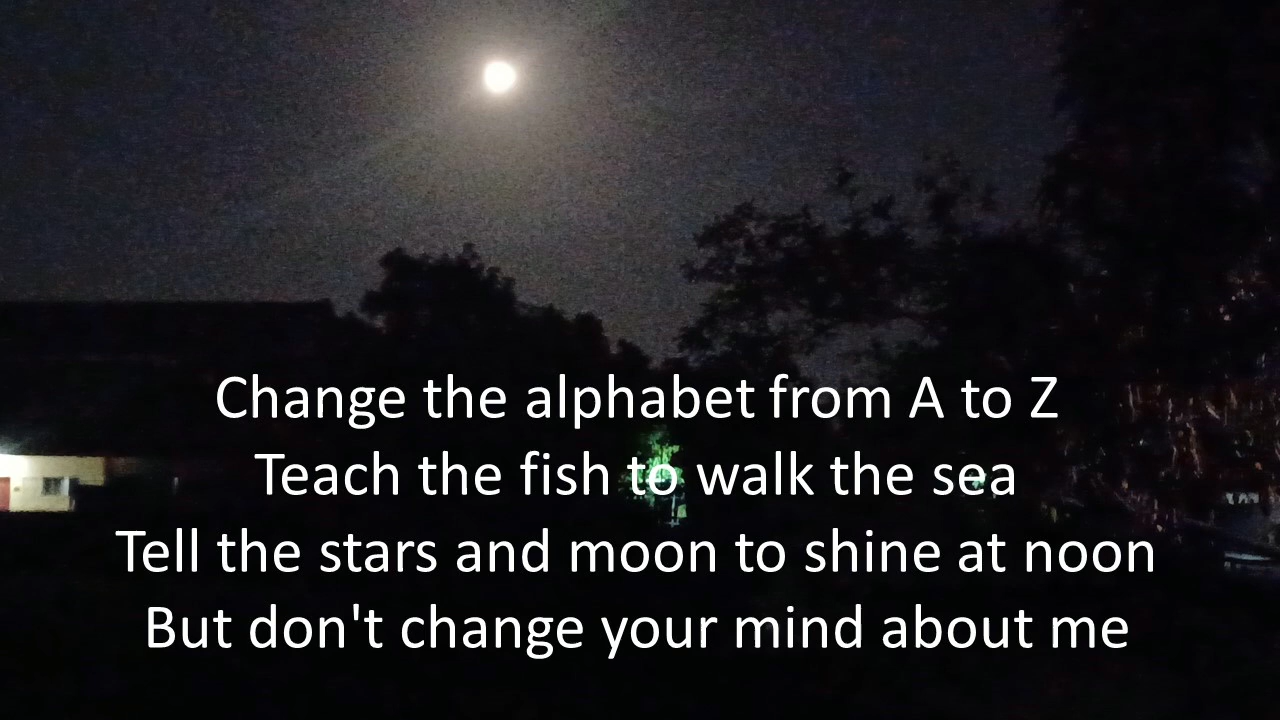 Change the alphabet from A to Z
Teach the fish to walk the sea
Tell the stars and moon to shine at noon
But don't change your mind about me